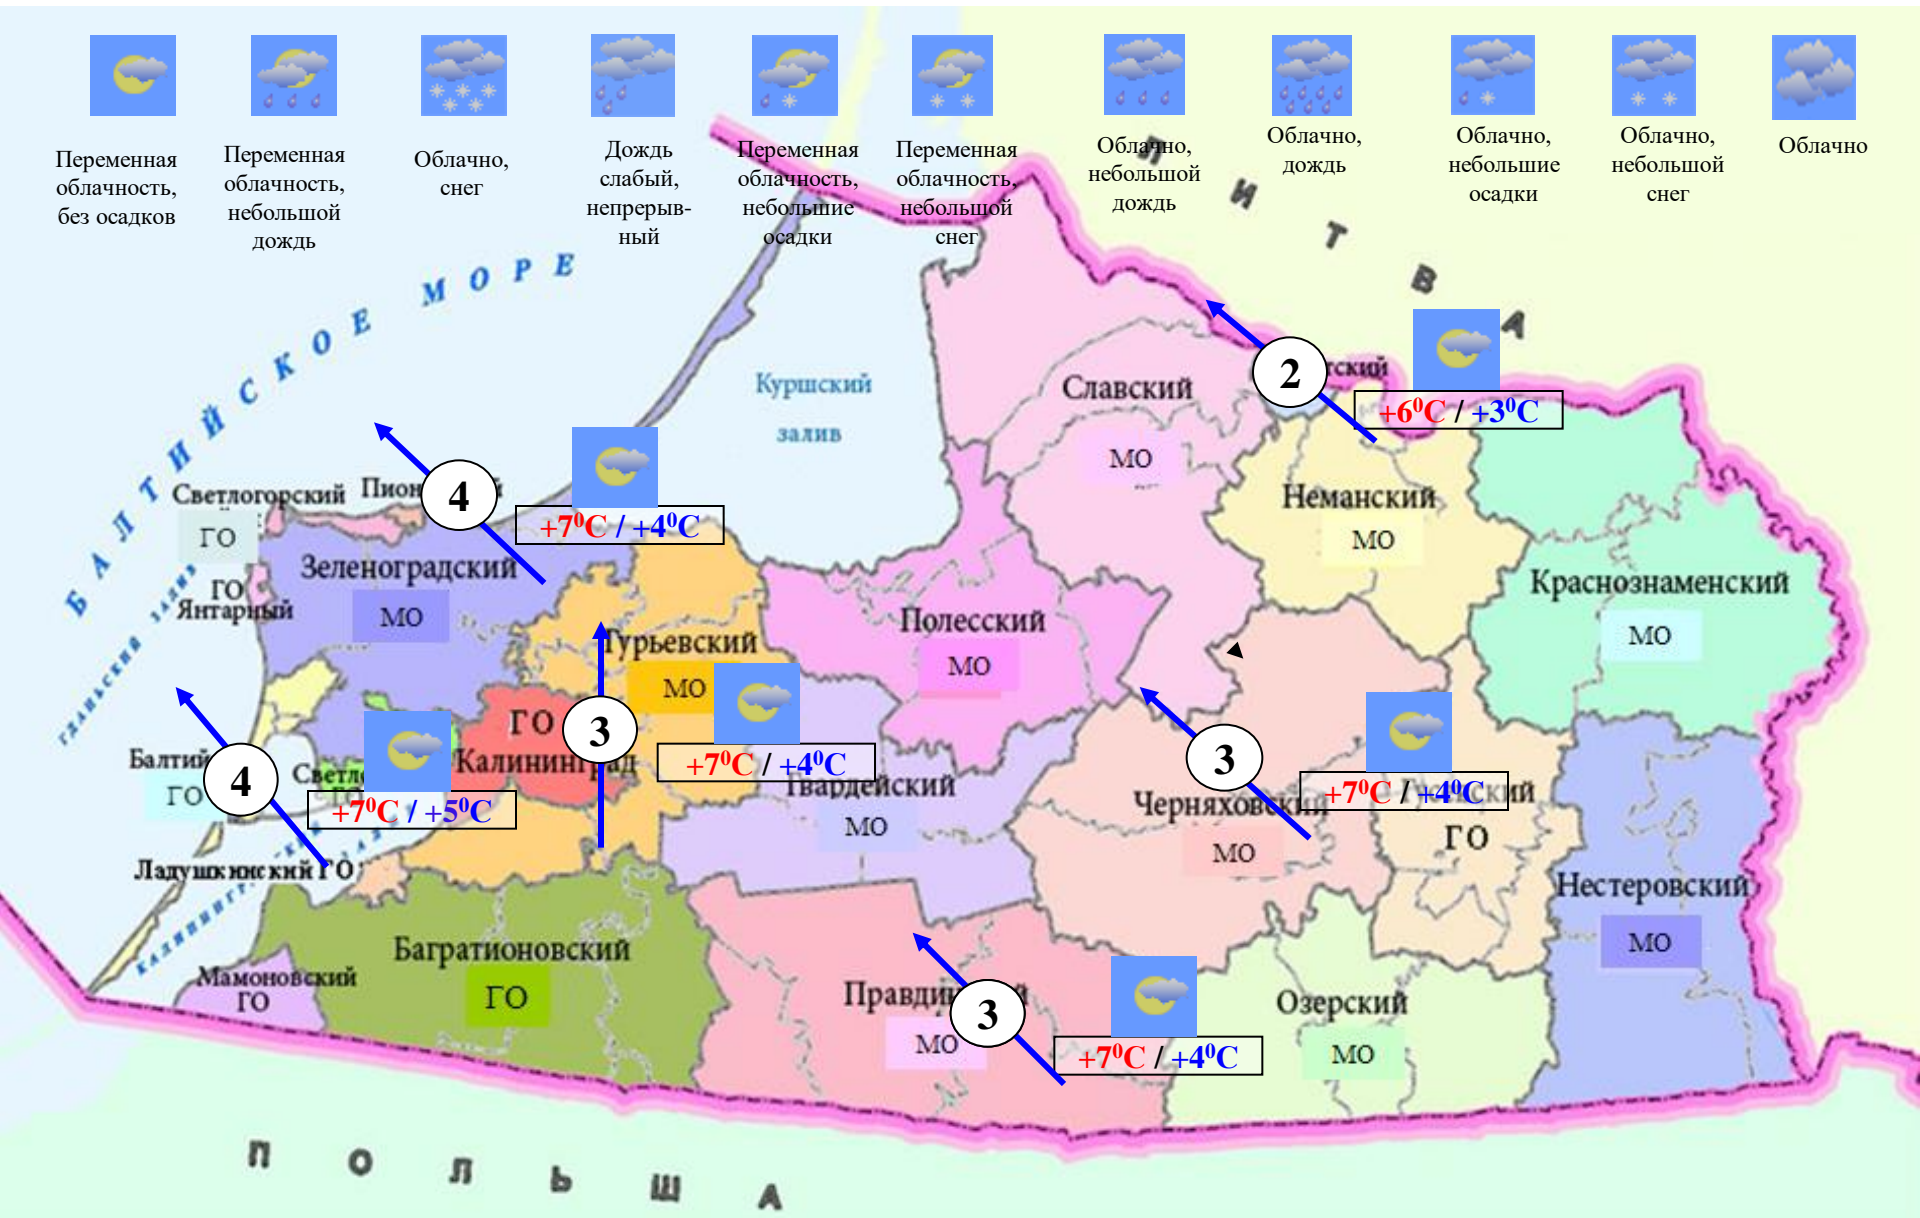 Переменная
облачность,
без осадков
Переменная
облачность,
небольшой
дождь
Облачно,
снег
Дождь
слабый,
непрерыв-
ный
Переменная
облачность,
небольшие
осадки
Переменная
облачность,
небольшой
снег
Облачно,
небольшой
дождь
Облачно,
дождь
Облачно,
небольшие
осадки
Облачно,
небольшой
снег
Облачно
ЛИТВА
БАЛТИЙСКОЕ МОРЕ
Куршский
залив
Славский
МО
2
+6⁰C / +3⁰C
4
+7⁰C / +4⁰C
Светлогорский
ГО
Зеленоградский
МО
ГО
Янтарный
Неманский
МО
Краснознаменский
МО
Полесский
МО
Гурьевский
МО
ГО
Калининград
3
+7⁰C / +4⁰C
4
ГО
+7⁰C / +5⁰C
Гвардейский
МО
3
Черняховский
МО
+7⁰C / +4⁰C
ГО
Ладушкинский ГО
Нестеровский
МО
Багратионовский
ГО
Мамоновский
ГО
МО
3
+7⁰C / +4⁰C
Озерский
МО
ПОЛЬША